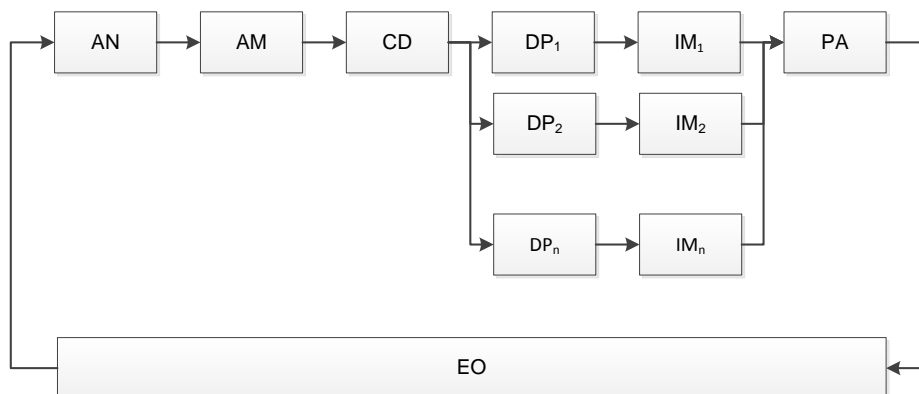 AN AM CD DP₁ IM₁ PA
DP₂ IM₂
DPₙ IMₙ
EO